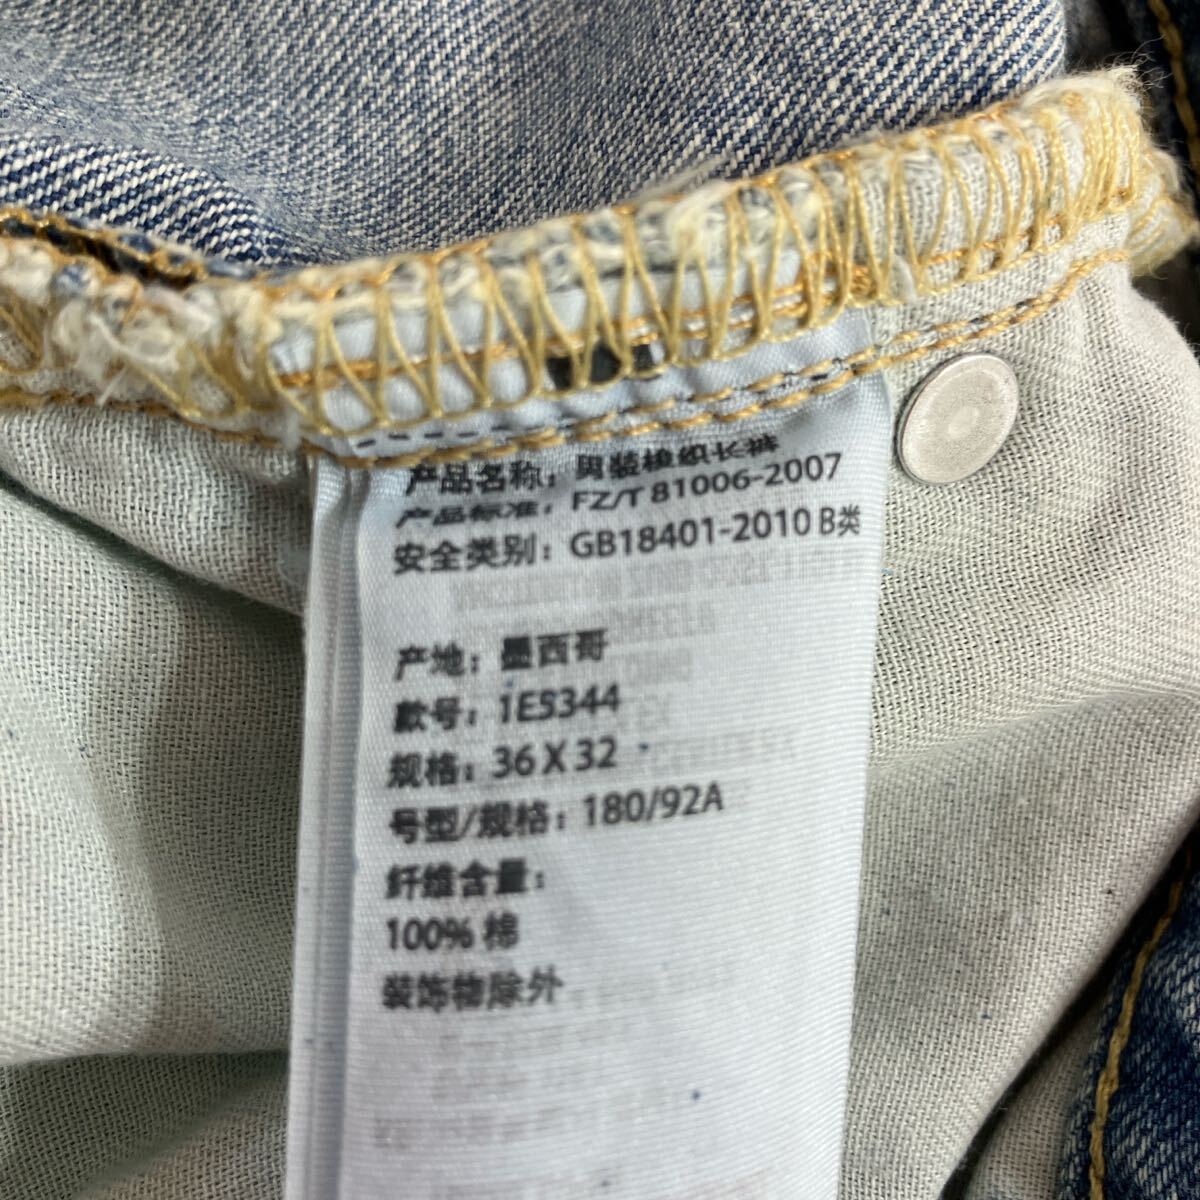 产品名称：男装梭织长裤
产品标准：FZ/T 81006-2007
安全类别：GB18401-2010 B类
产地：墨西哥
款号：1E5344
规格：36 X 32
号型/规格：180/92A
纤维含量：
100% 棉
装饰物除外